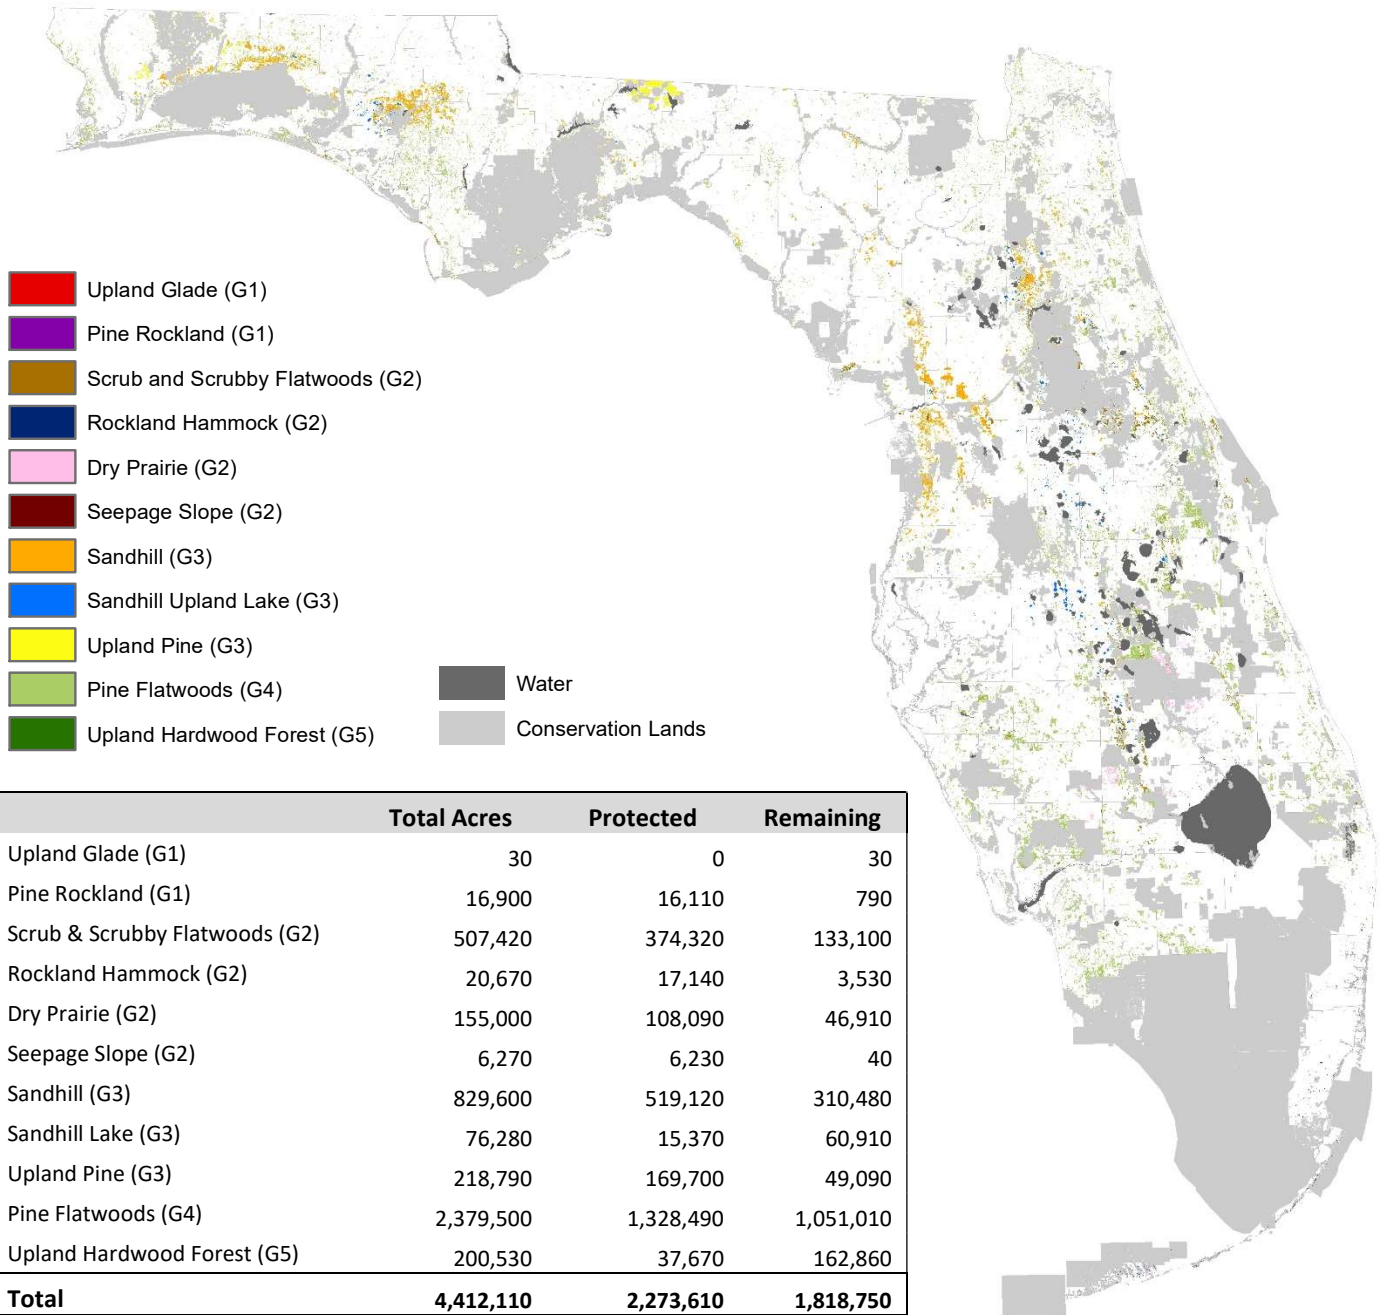 Upland Glade (G1)
Pine Rockland (G1)
Scrub and Scrubby Flatwoods (G2)
Rockland Hammock (G2)
Dry Prairie (G2)
Seepage Slope (G2)
Sandhill (G3)
Sandhill Upland Lake (G3)
Upland Pine (G3)
Pine Flatwoods (G4)
Upland Hardwood Forest (G5)
Water
Conservation Lands
Total Acres Protected Remaining
Upland Glade (G1) 30 0 30
Pine Rockland (G1) 16,900 16,110 790
Scrub & Scrubby Flatwoods (G2) 507,420 374,320 133,100
Rockland Hammock (G2) 20,670 17,140 3,530
Dry Prairie (G2) 155,000 108,090 46,910
Seepage Slope (G2) 6,270 6,230 40
Sandhill (G3) 829,600 519,120 310,480
Sandhill Lake (G3) 76,280 15,370 60,910
Upland Pine (G3) 218,790 169,700 49,090
Pine Flatwoods (G4) 2,379,500 1,328,490 1,051,010
Upland Hardwood Forest (G5) 200,530 37,670 162,860
Total 4,412,110 2,273,610 1,818,750